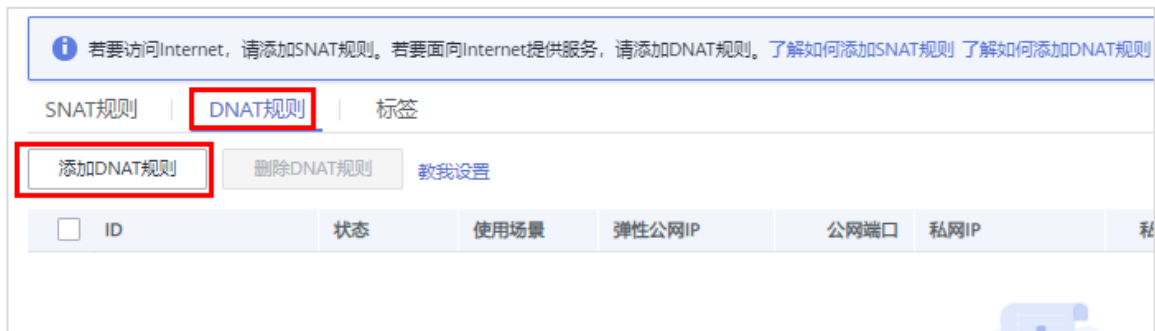 若要访问Internet，请添加SNAT规则。若要面向Internet提供服务，请添加DNAT规则。了解如何添加SNAT规则 了解如何添加DNAT规则
SNAT规则 DNAT规则 标签
添加DNAT规则 删除DNAT规则 教我设置
ID 状态 使用场景 弹性公网IP 公网端口 私网IP 私